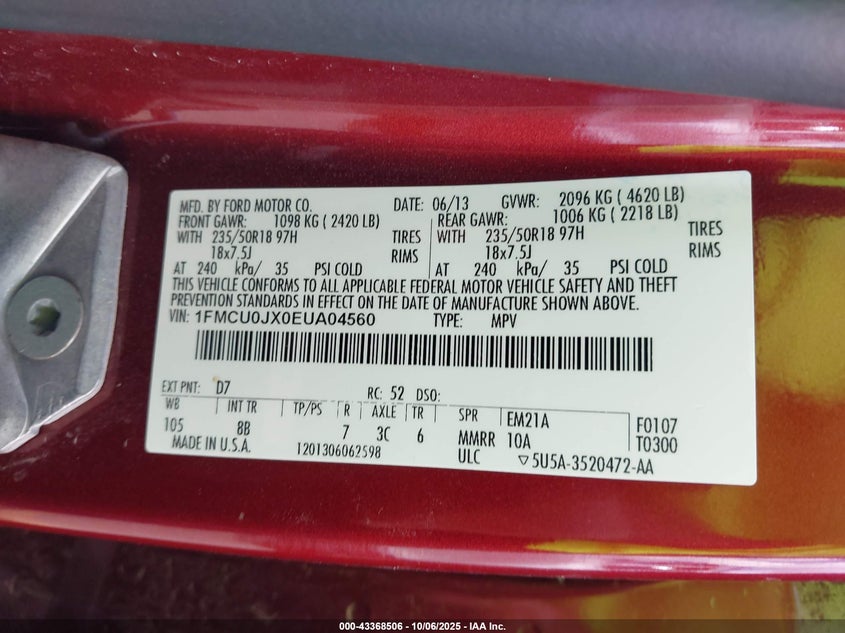 MFD. BY FORD MOTOR CO. DATE: 06/13 GVWR: 2096 KG ( 4620 LB)
FRONT GAWR: 1098 KG ( 2420 LB) REAR GAWR: 1006 KG ( 2218 LB)
WITH 235/50R18 97H TIRES WITH 235/50R18 97H TIRES
18x7.5J RIMS 18x7.5J RIMS
AT 240 kPa/ 35 PSI COLD AT 240 kPa/ 35 PSI COLD
THIS VEHICLE CONFORMS TO ALL APPLICABLE FEDERAL MOTOR VEHICLE SAFETY AND THEFT
PREVENTION STANDARDS IN EFFECT ON THE DATE OF MANUFACTURE SHOWN ABOVE.
VIN: 1FMCU0JX0EUA04560 TYPE: MPV
EXT PNT: D7 RC: 52 DSO:
WB INT TR TP/PS R AXLE TR SPR EM21A F0107
105 8B 7 3C 6 MMRR 10A T0300
MADE IN U.S.A. 1201306062598 ULC ▽5U5A-3520472-AA
000-43368506 - 10/06/2025 - IAA Inc.